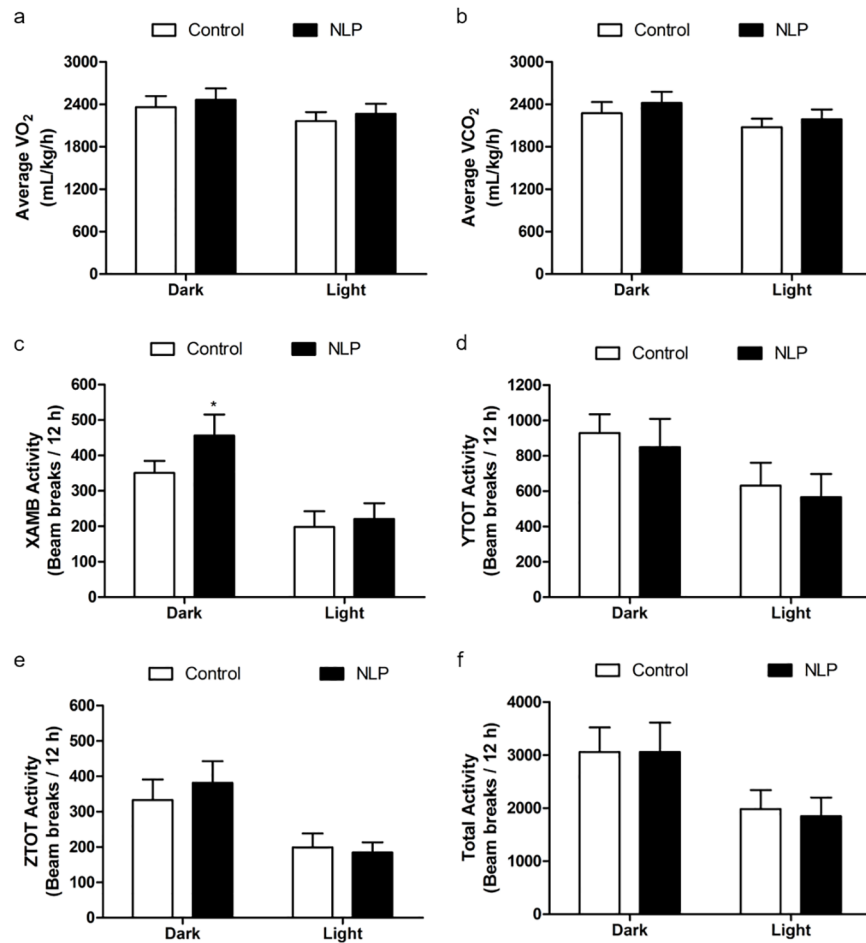 a
Control NLP
Average VO2
(mL/kg/h)
3000
2400
1800
1200
600
0
Dark Light
b
Control NLP
Average VCO2
(mL/kg/h)
3000
2400
1800
1200
600
0
Dark Light
c
Control NLP
XAMB Activity
(Beam breaks / 12 h)
600
500
400
300
200
100
0
*
Dark Light
d
Control NLP
YTOT Activity
(Beam breaks / 12 h)
1200
1000
800
600
400
200
0
Dark Light
e
Control NLP
ZTOT Activity
(Beam breaks / 12 h)
600
500
400
300
200
100
0
Dark Light
f
Control NLP
Total Activity
(Beam breaks / 12 h)
4000
3000
2000
1000
0
Dark Light